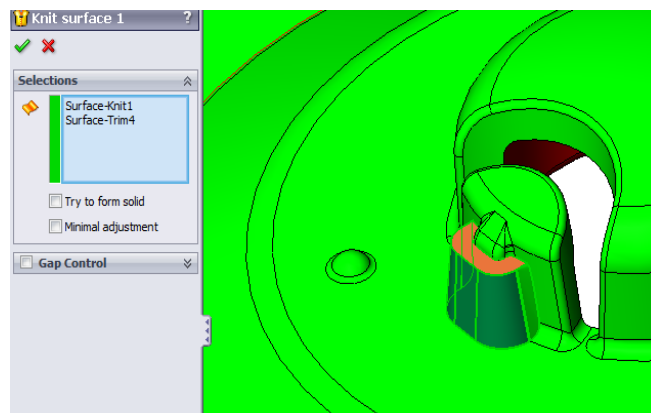 Knit surface 1 ?
Selections
Surface-Knit1
Surface-Trim4
Try to form solid
Minimal adjustment
Gap Control